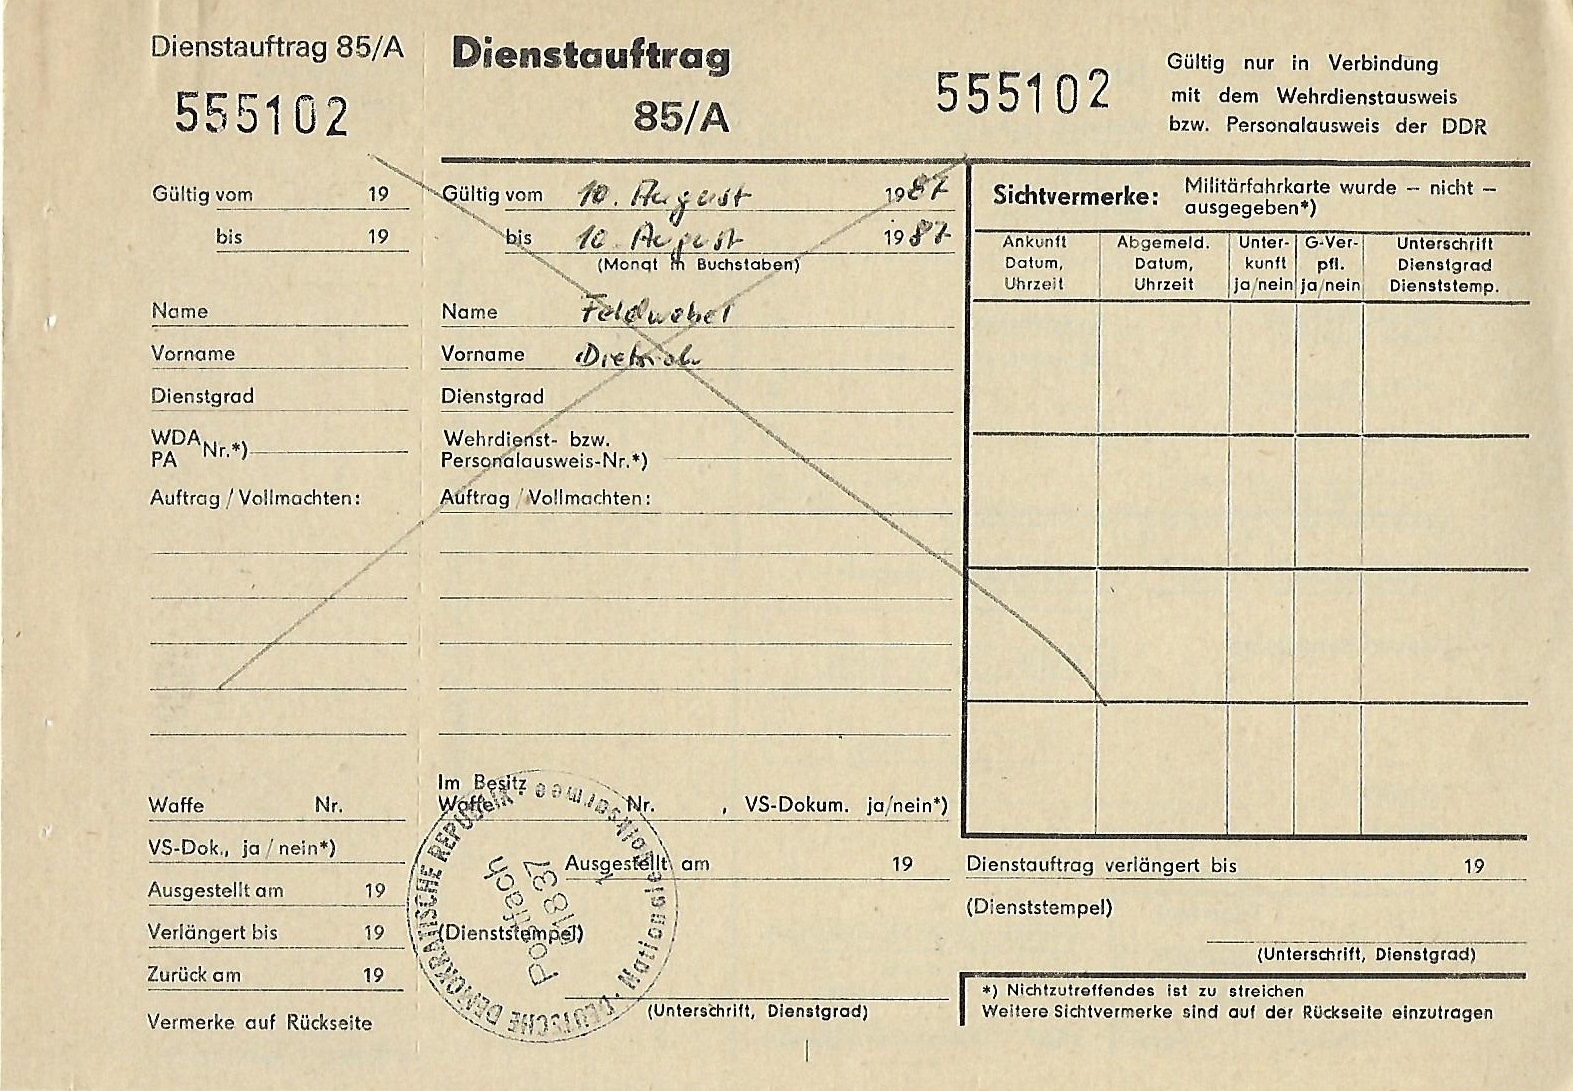 Dienstauftrag 85/A
555102
Gültig vom 19
bis 19
Name
Vorname
Dienstgrad
WDA
PA Nr.*)
Auftrag / Vollmachten:
Waffe Nr.
VS-Dok., ja / nein*)
Ausgestellt am 19
Verlängert bis 19
Zurück am 19
Vermerke auf Rückseite
Dienstauftrag
85/A
555102
Gültig nur in Verbindung
mit dem Wehrdienstausweis
bzw. Personalausweis der DDR
Gültig vom 10. August 1987
bis 10. August 1987
(Monat in Buchstaben)
Name Feldwebel
Vorname Dietrich
Dienstgrad
Wehrdienst- bzw.
Personalausweis-Nr.*)
Auftrag / Vollmachten:
Im Besitz
Waffe Nr. , VS-Dokum. ja/nein*)
Ausgestellt am 19
(Dienststempel)
(Unterschrift, Dienstgrad)
DEUTSCHE DEMOKRATISCHE REPUBLIK · Nationale Volksarmee ·
Postfach
Sichtvermerke: Militärfahrkarte wurde – nicht –
ausgegeben*)
Ankunft
Datum,
Uhrzeit
Abgemeld.
Datum,
Uhrzeit
Unter-
kunft
ja/nein
G-Ver-
pfl.
ja/nein
Unterschrift
Dienstgrad
Dienststemp.
Dienstauftrag verlängert bis 19
(Dienststempel)
(Unterschrift, Dienstgrad)
*) Nichtzutreffendes ist zu streichen
Weitere Sichtvermerke sind auf der Rückseite einzutragen